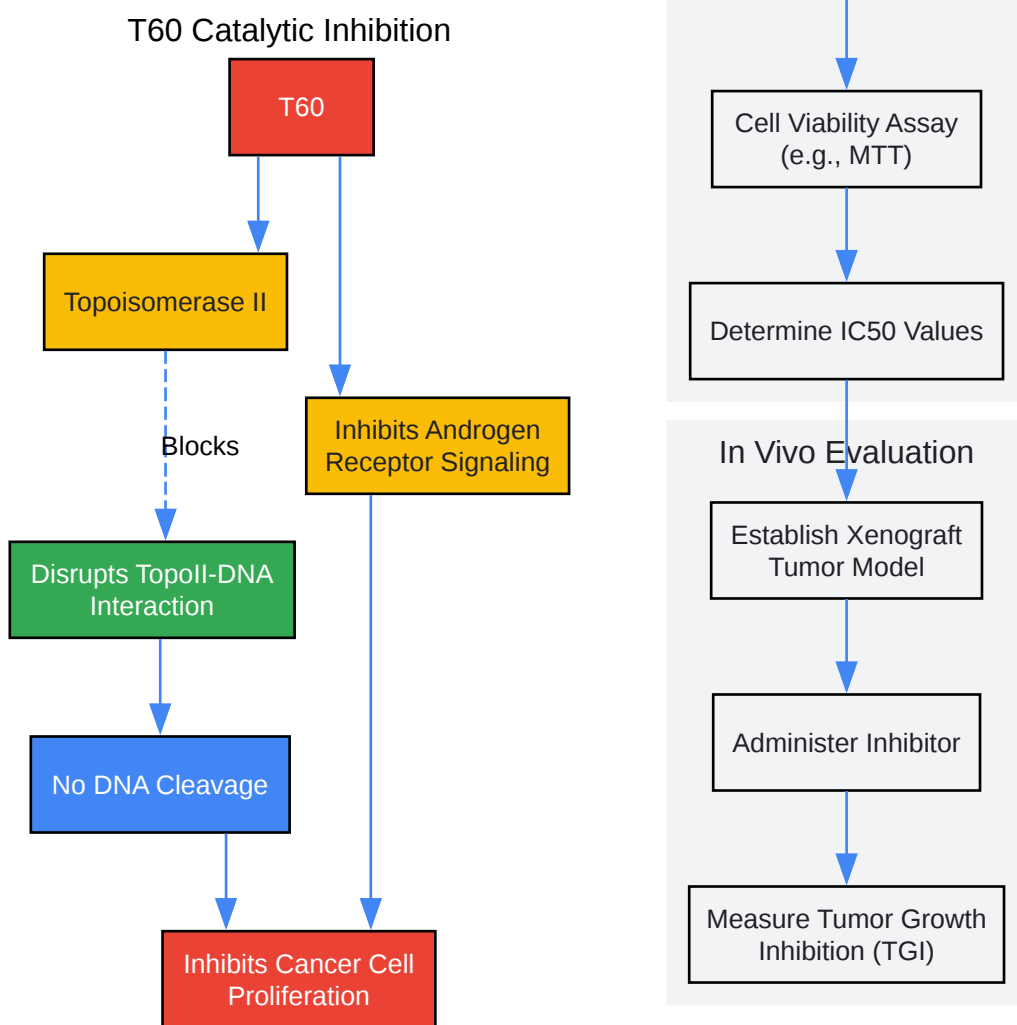 T60 Catalytic Inhibition
T60
Topoisomerase II
Blocks
Inhibits Androgen
Receptor Signaling
Disrupts TopoII-DNA
Interaction
No DNA Cleavage
Inhibits Cancer Cell
Proliferation
Cell Viability Assay
(e.g., MTT)
Determine IC50 Values
In Vivo Evaluation
Establish Xenograft
Tumor Model
Administer Inhibitor
Measure Tumor Growth
Inhibition (TGI)